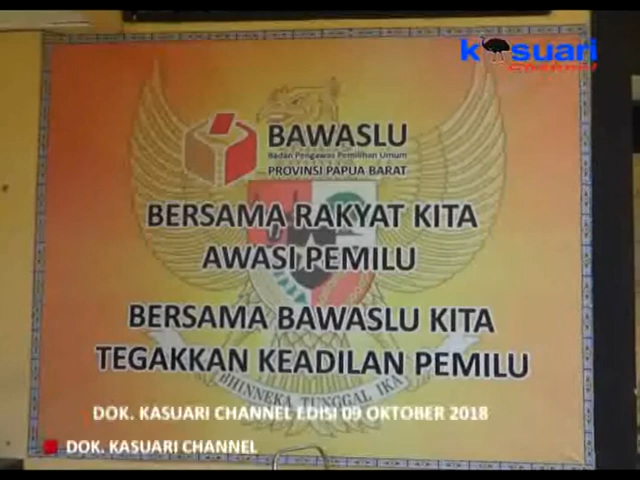 kasuari
channel
BAWASLU
Badan Pengawas Pemilihan Umum
PROVINSI PAPUA BARAT
BERSAMA RAKYAT KITA
AWASI PEMILU
BERSAMA BAWASLU KITA
TEGAKKAN KEADILAN PEMILU
BHINNEKA TUNGGAL IKA
DOK. KASUARI CHANNEL EDISI 09 OKTOBER 2018
DOK. KASUARI CHANNEL